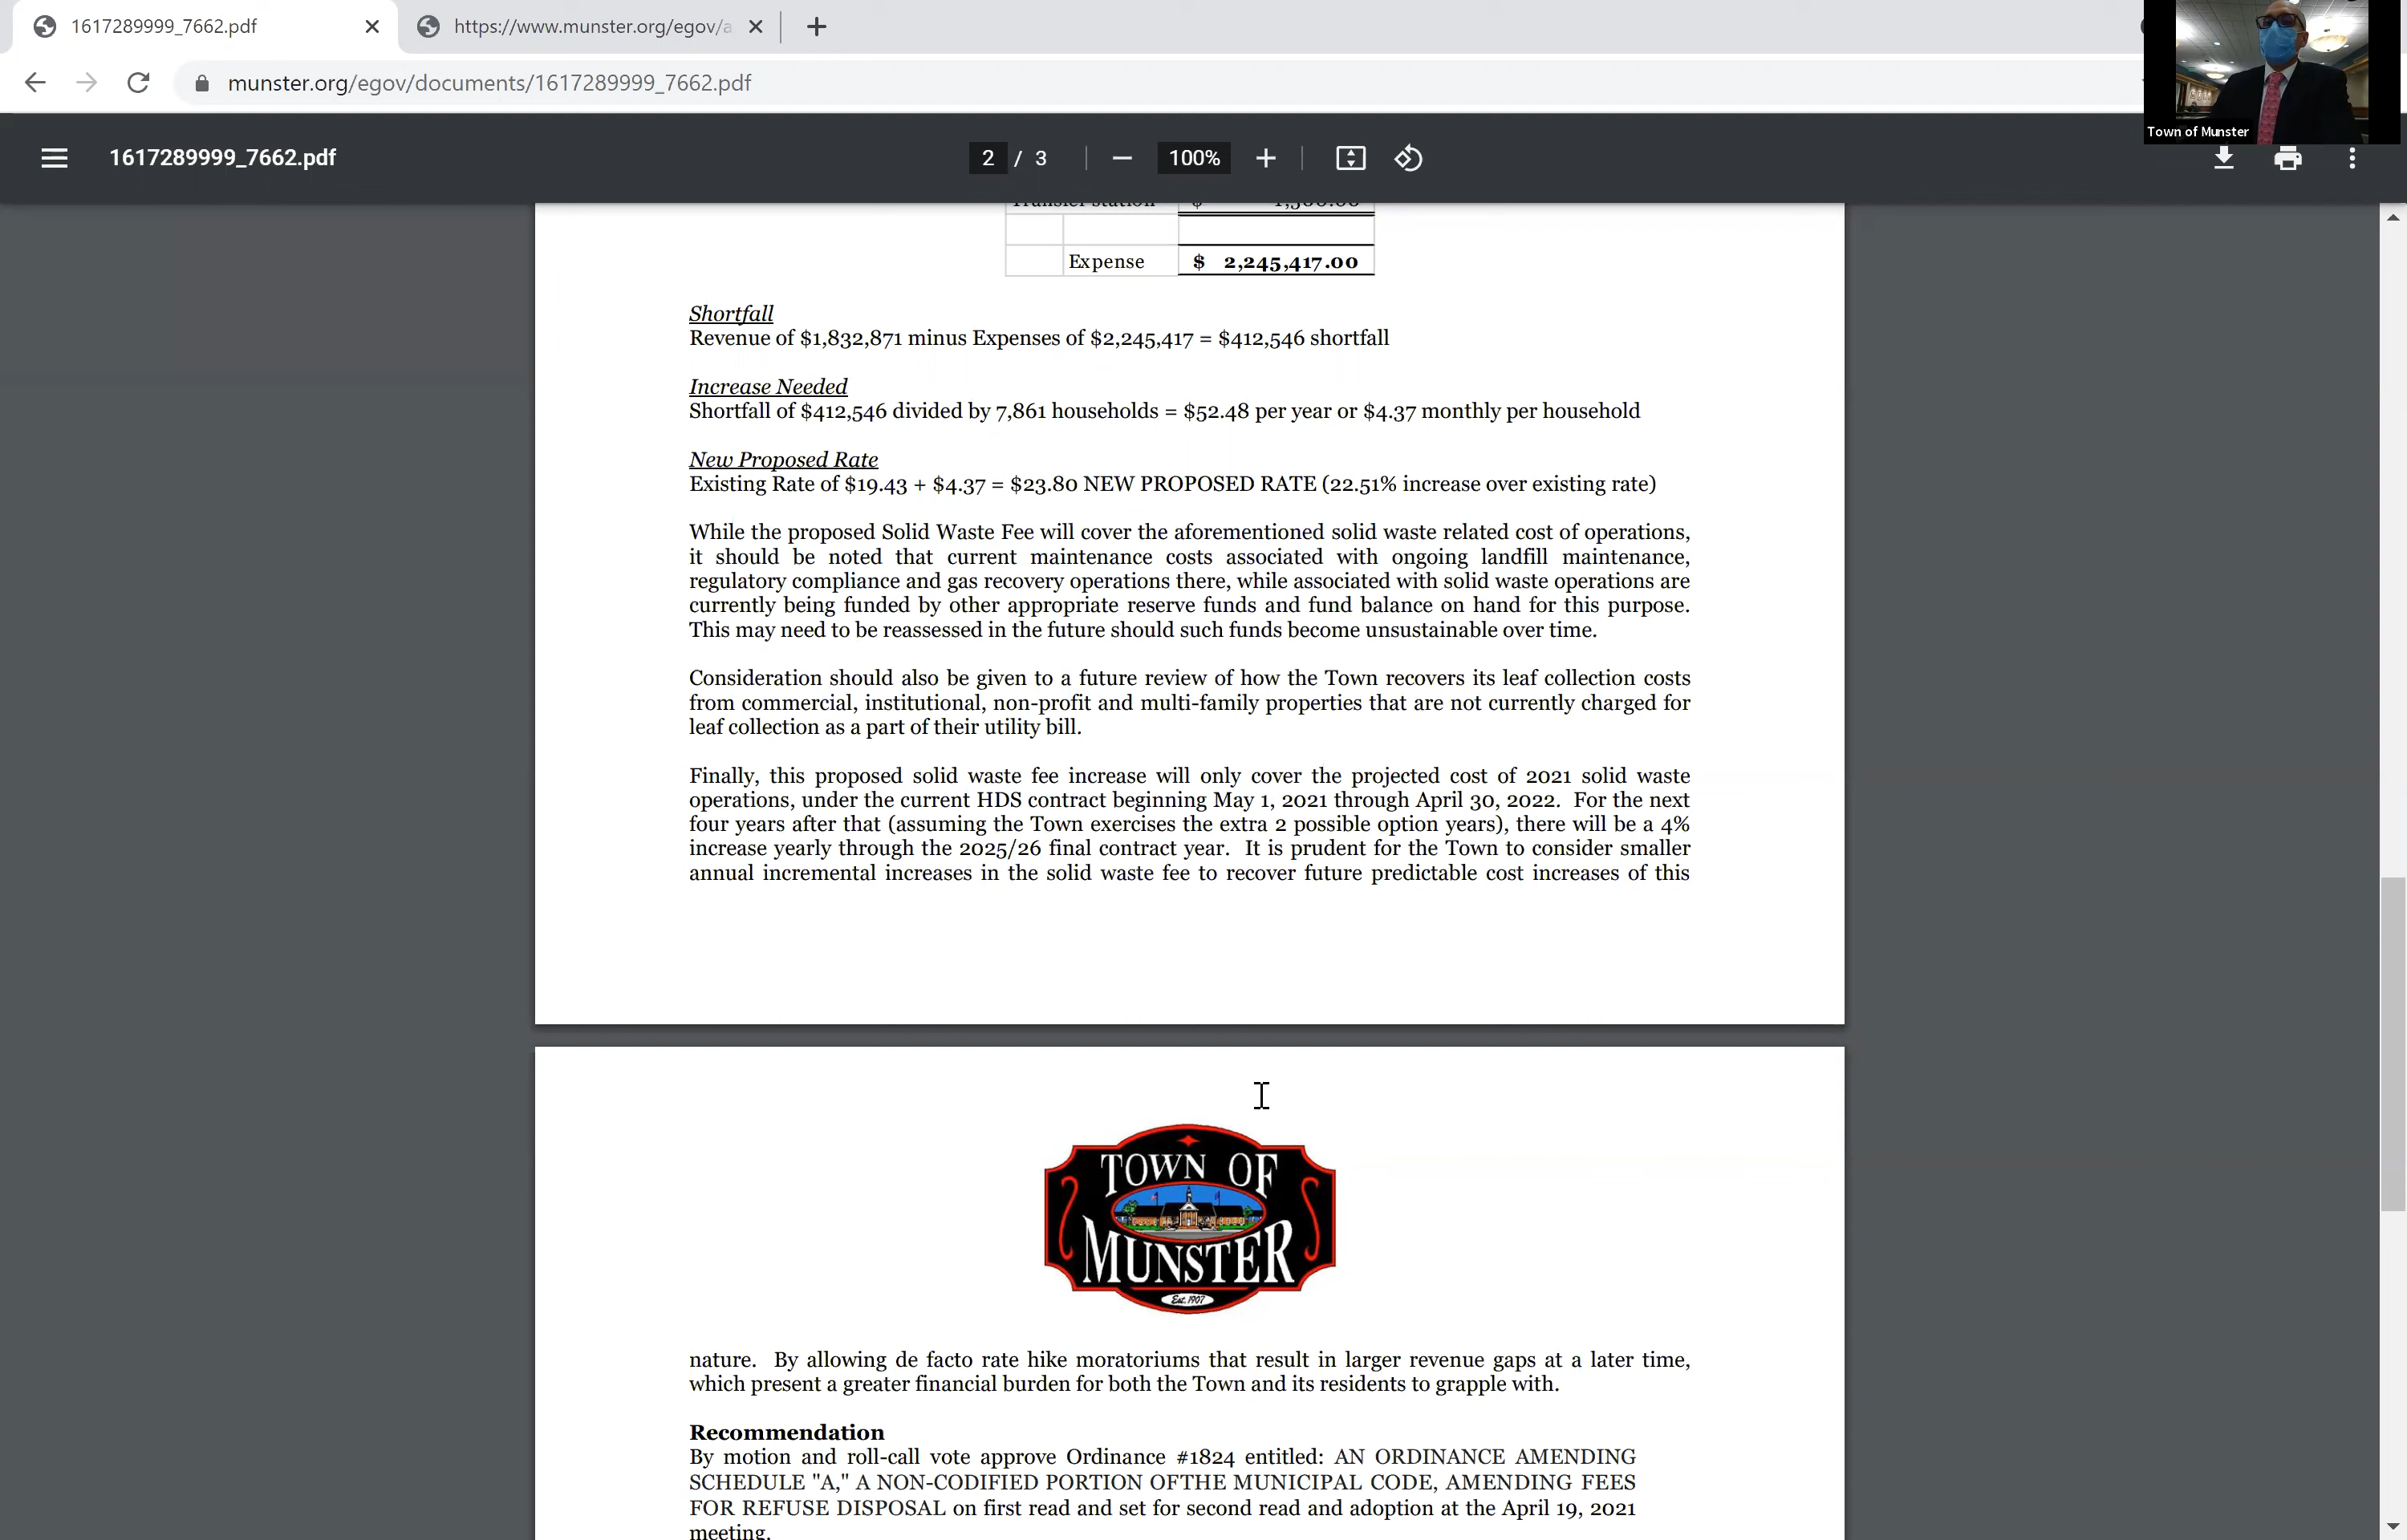 1617289999_7662.pdf
https://www.munster.org/egov/a
munster.org/egov/documents/1617289999_7662.pdf
Town of Munster
1617289999_7662.pdf
2 / 3
100%
Transfer station $ 1,500.00
Expense $ 2,245,417.00
Shortfall
Revenue of $1,832,871 minus Expenses of $2,245,417 = $412,546 shortfall
Increase Needed
Shortfall of $412,546 divided by 7,861 households = $52.48 per year or $4.37 monthly per household
New Proposed Rate
Existing Rate of $19.43 + $4.37 = $23.80 NEW PROPOSED RATE (22.51% increase over existing rate)
While the proposed Solid Waste Fee will cover the aforementioned solid waste related cost of operations,
it should be noted that current maintenance costs associated with ongoing landfill maintenance,
regulatory compliance and gas recovery operations there, while associated with solid waste operations are
currently being funded by other appropriate reserve funds and fund balance on hand for this purpose.
This may need to be reassessed in the future should such funds become unsustainable over time.
Consideration should also be given to a future review of how the Town recovers its leaf collection costs
from commercial, institutional, non-profit and multi-family properties that are not currently charged for
leaf collection as a part of their utility bill.
Finally, this proposed solid waste fee increase will only cover the projected cost of 2021 solid waste
operations, under the current HDS contract beginning May 1, 2021 through April 30, 2022. For the next
four years after that (assuming the Town exercises the extra 2 possible option years), there will be a 4%
increase yearly through the 2025/26 final contract year. It is prudent for the Town to consider smaller
annual incremental increases in the solid waste fee to recover future predictable cost increases of this
TOWN OF
MUNSTER
Est. 1907
nature. By allowing de facto rate hike moratoriums that result in larger revenue gaps at a later time,
which present a greater financial burden for both the Town and its residents to grapple with.
Recommendation
By motion and roll-call vote approve Ordinance #1824 entitled: AN ORDINANCE AMENDING
SCHEDULE "A," A NON-CODIFIED PORTION OFTHE MUNICIPAL CODE, AMENDING FEES
FOR REFUSE DISPOSAL on first read and set for second read and adoption at the April 19, 2021
meeting.